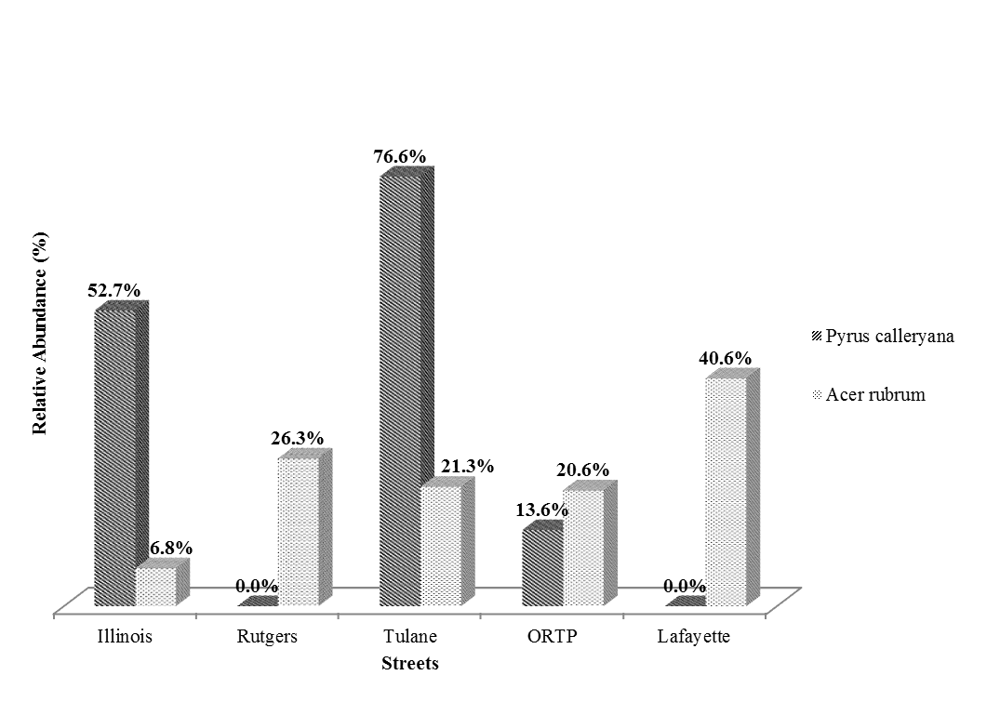 76.6%
52.7%
40.6%
26.3%
21.3%
20.6%
13.6%
6.8%
0.0%
0.0%
Relative Abundance (%)
Pyrus calleryana
Acer rubrum
Illinois
Rutgers
Tulane
ORTP
Lafayette
Streets